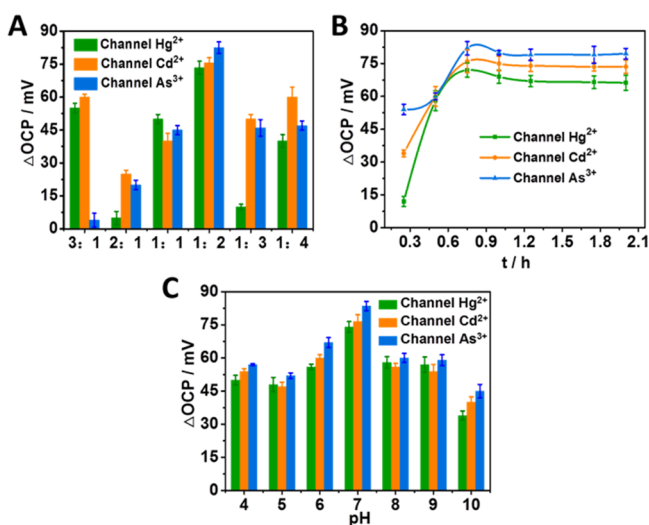 A
90
75
60
45
30
15
0
△OCP / mV
Channel Hg²⁺
Channel Cd²⁺
Channel As³⁺
3：1 2：1 1：1 1：2 1：3 1：4
B
90
75
60
45
30
15
0
△OCP / mV
Channel Hg²⁺
Channel Cd²⁺
Channel As³⁺
0.3 0.6 0.9 1.2 1.5 1.8 2.1
t / h
C
90
75
60
45
30
15
0
△OCP / mV
Channel Hg²⁺
Channel Cd²⁺
Channel As³⁺
4 5 6 7 8 9 10
pH